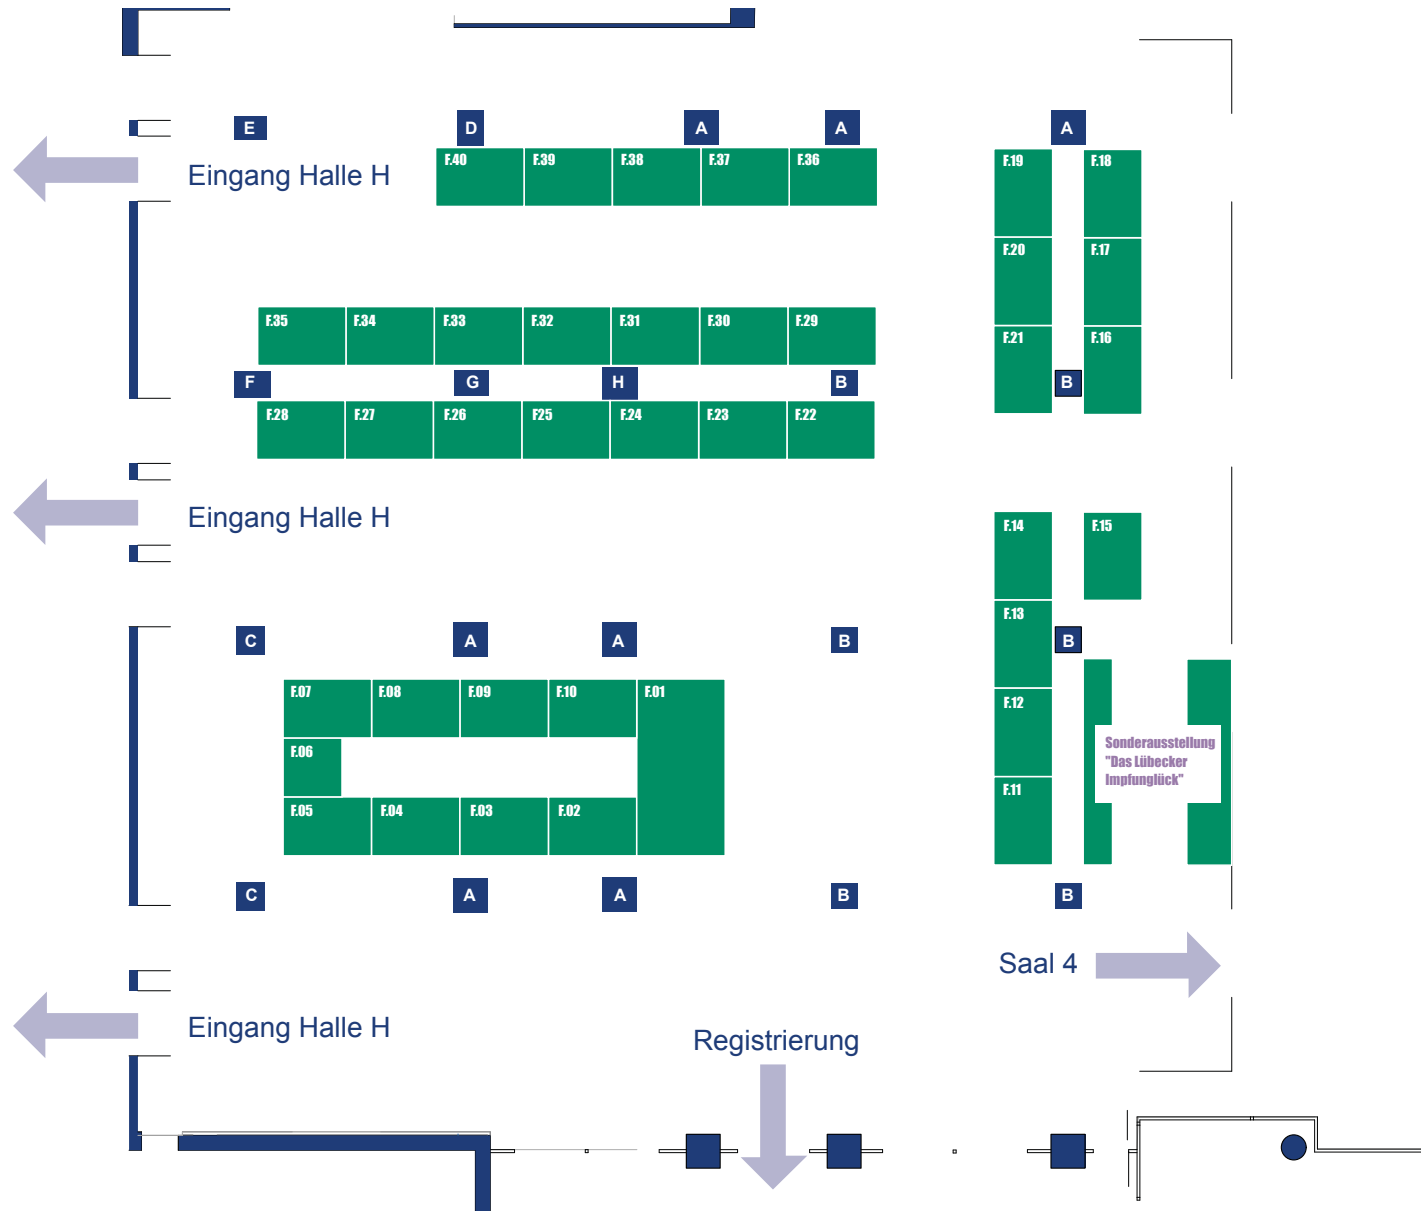 E
D
A
A
A
F.40
F.39
F.38
F.37
F.36
F.19
F.18
Eingang Halle H
F.20
F.17
F.35
F.34
F.33
F.32
F.31
F.30
F.29
F.21
F.16
F
G
H
B
B
F.28
F.27
F.26
F25
F.24
F.23
F.22
Eingang Halle H
F.14
F.15
F.13
C
A
A
B
B
F.07
F.08
F.09
F.10
F.01
F.12
F.06
Sonderausstellung
"Das Lübecker
Impfunglück"
F.11
F.05
F.04
F.03
F.02
C
A
A
B
B
Saal 4
Eingang Halle H
Registrierung